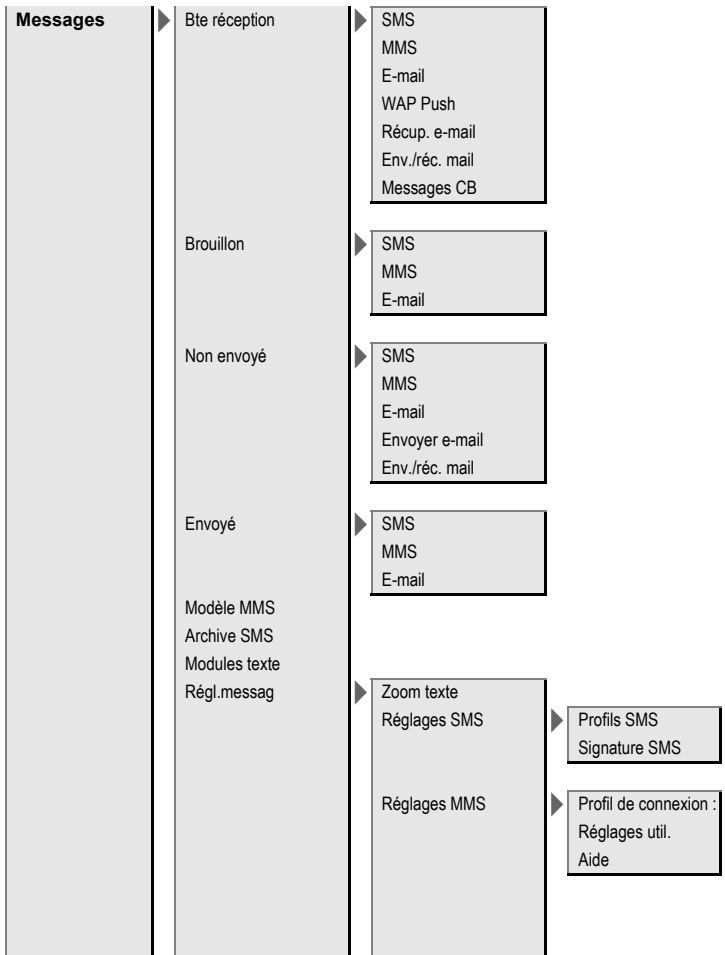 Messages
Bte réception
SMS
MMS
E-mail
WAP Push
Récup. e-mail
Env./réc. mail
Messages CB
Brouillon
SMS
MMS
E-mail
Non envoyé
SMS
MMS
E-mail
Envoyer e-mail
Env./réc. mail
Envoyé
SMS
MMS
E-mail
Modèle MMS
Archive SMS
Modules texte
Régl.messag
Zoom texte
Réglages SMS
Profils SMS
Signature SMS
Réglages MMS
Profil de connexion :
Réglages util.
Aide